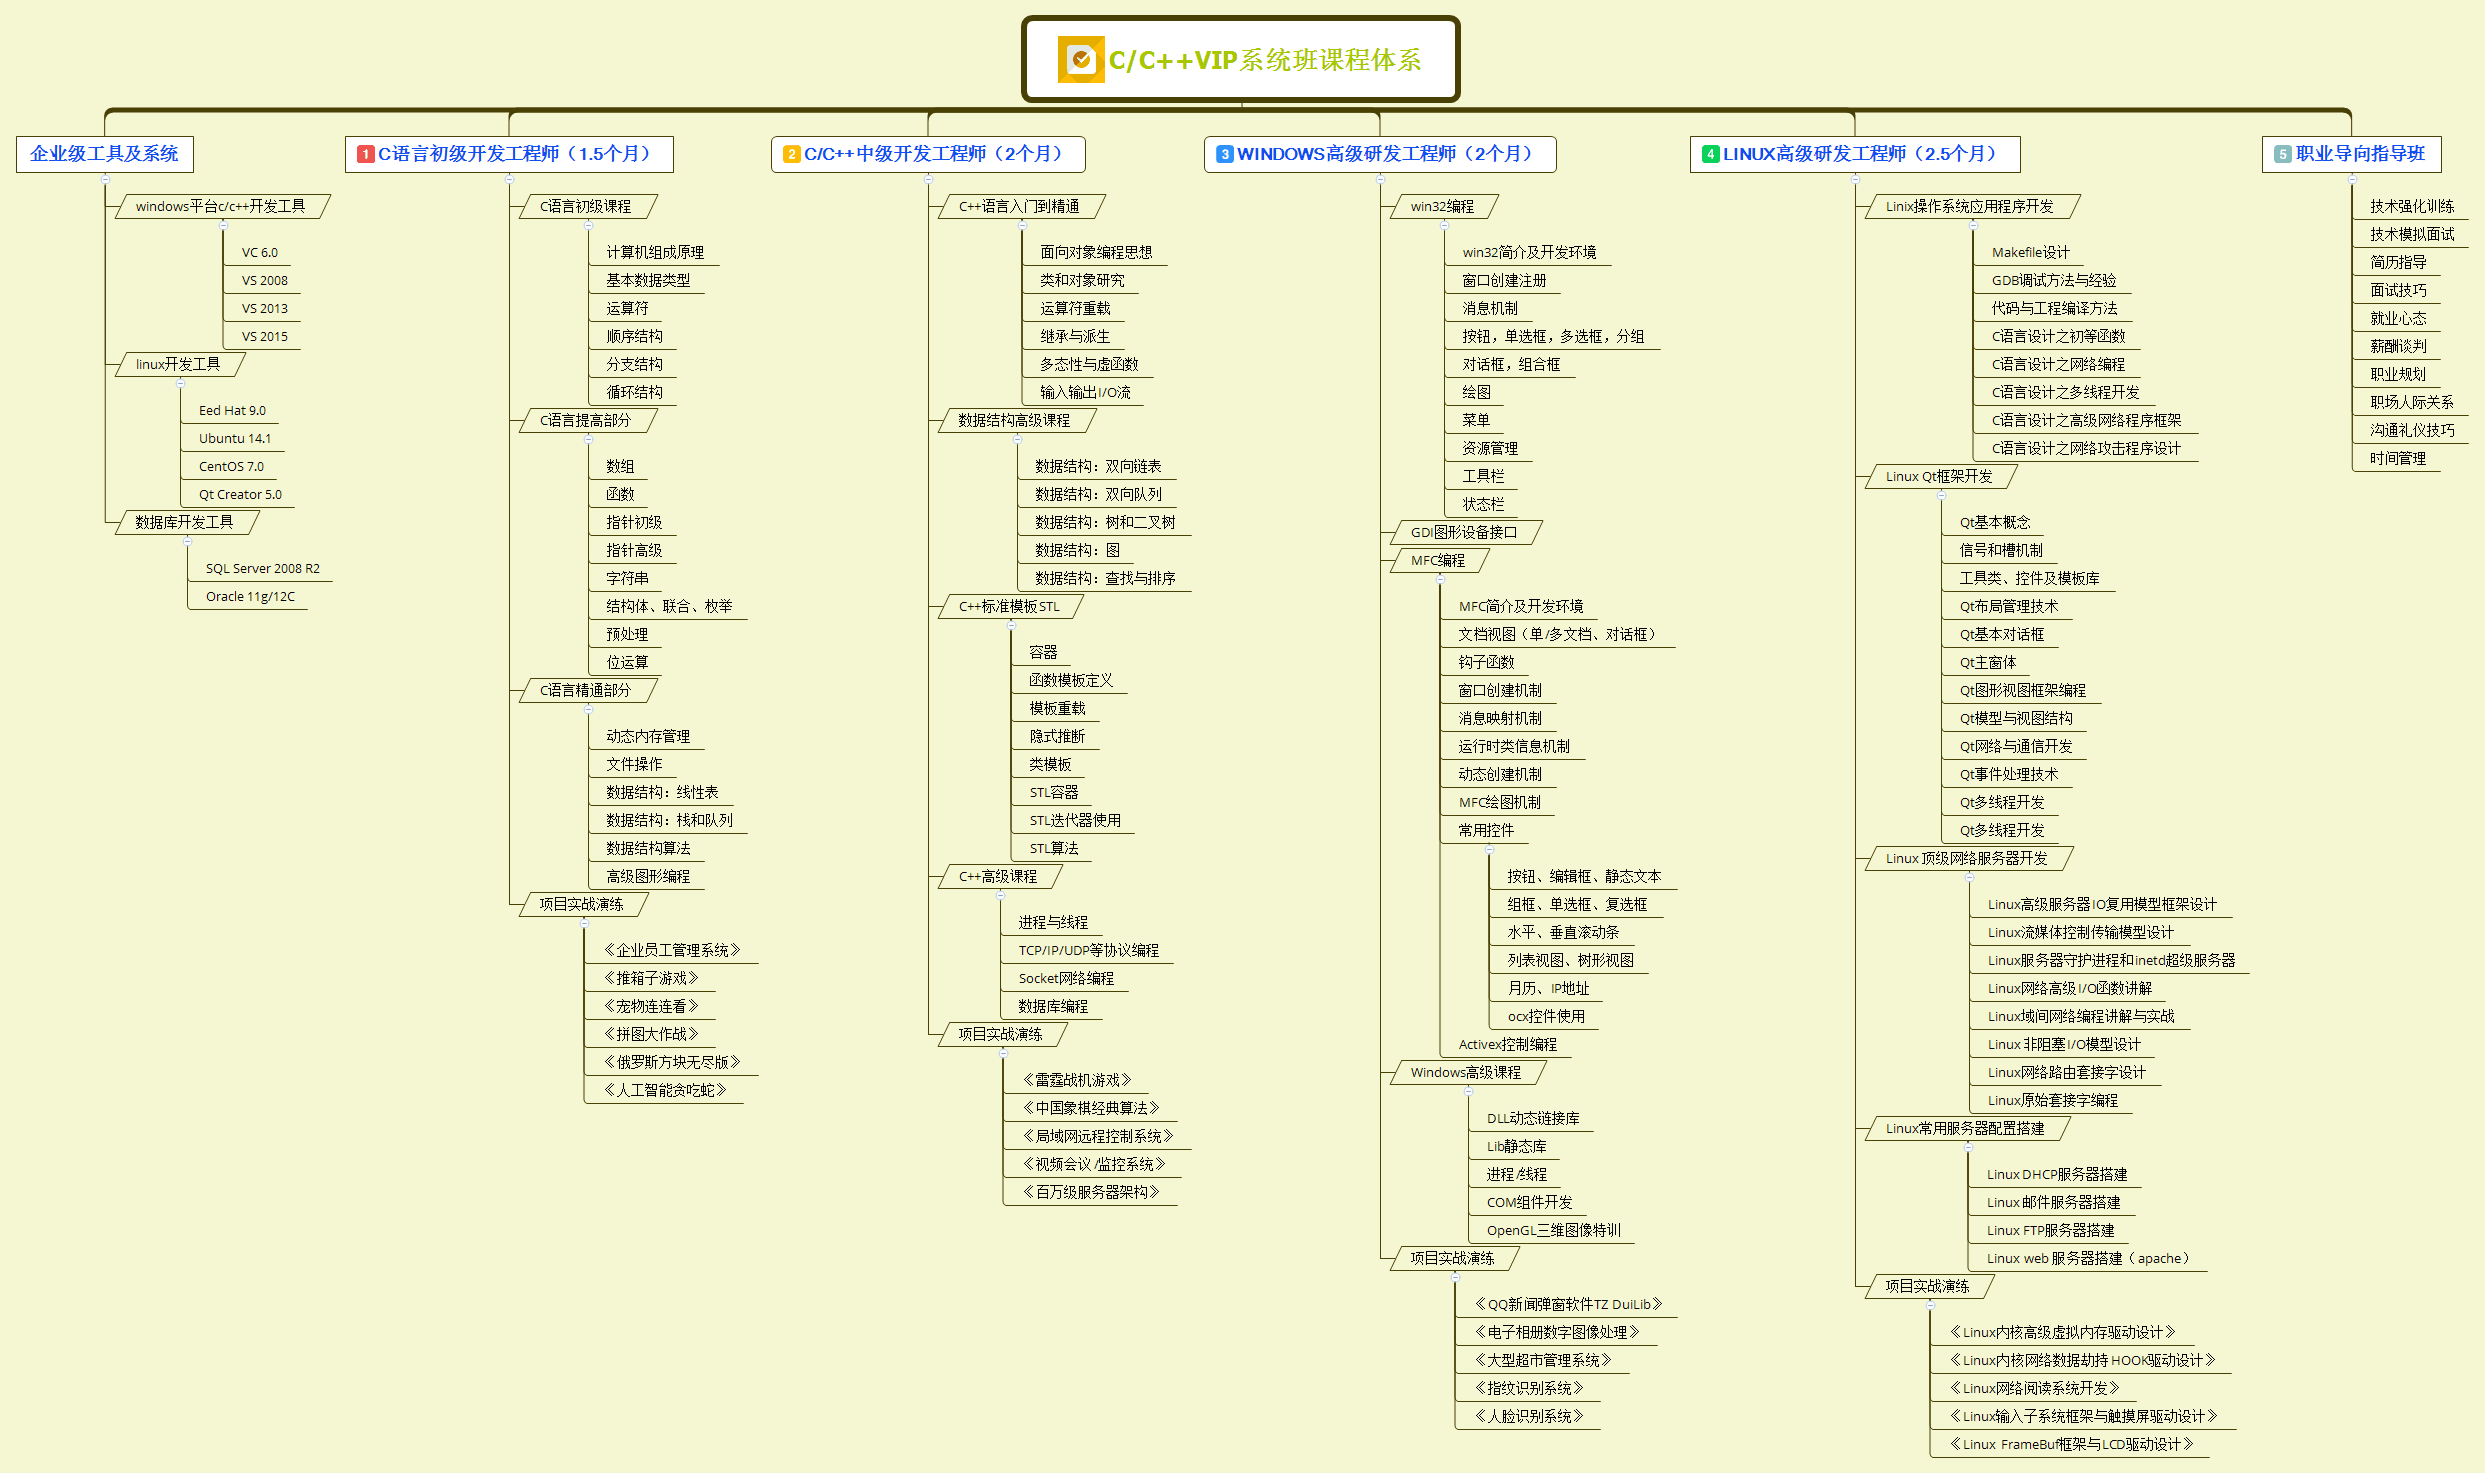 C/C++VIP系统班课程体系
企业级工具及系统
windows平台c/c++开发工具
VC 6.0
VS 2008
VS 2013
VS 2015
linux开发工具
Eed Hat 9.0
Ubuntu 14.1
CentOS 7.0
Qt Creator 5.0
数据库开发工具
SQL Server 2008 R2
Oracle 11g/12C
1 C语言初级开发工程师（1.5个月）
C语言初级课程
计算机组成原理
基本数据类型
运算符
顺序结构
分支结构
循环结构
C语言提高部分
数组
函数
指针初级
指针高级
字符串
结构体、联合、枚举
预处理
位运算
C语言精通部分
动态内存管理
文件操作
数据结构：线性表
数据结构：栈和队列
数据结构算法
高级图形编程
项目实战演练
《企业员工管理系统》
《推箱子游戏》
《宠物连连看》
《拼图大作战》
《俄罗斯方块无尽版》
《人工智能贪吃蛇》
2 C/C++中级开发工程师（2个月）
C++语言入门到精通
面向对象编程思想
类和对象研究
运算符重载
继承与派生
多态性与虚函数
输入输出I/O流
数据结构高级课程
数据结构：双向链表
数据结构：双向队列
数据结构：树和二叉树
数据结构：图
数据结构：查找与排序
C++标准模板STL
容器
函数模板定义
模板重载
隐式推断
类模板
STL容器
STL迭代器使用
STL算法
C++高级课程
进程与线程
TCP/IP/UDP等协议编程
Socket网络编程
数据库编程
项目实战演练
《雷霆战机游戏》
《中国象棋经典算法》
《局域网远程控制系统》
《视频会议/监控系统》
《百万级服务器架构》
3 WINDOWS高级研发工程师（2个月）
win32编程
win32简介及开发环境
窗口创建注册
消息机制
按钮，单选框，多选框，分组
对话框，组合框
绘图
菜单
资源管理
工具栏
状态栏
GDI图形设备接口
MFC编程
MFC简介及开发环境
文档视图（单/多文档、对话框）
钩子函数
窗口创建机制
消息映射机制
运行时类信息机制
动态创建机制
MFC绘图机制
常用控件
按钮、编辑框、静态文本
组框、单选框、复选框
水平、垂直滚动条
列表视图、树形视图
月历、IP地址
ocx控件使用
Activex控制编程
Windows高级课程
DLL动态链接库
Lib静态库
进程/线程
COM组件开发
OpenGL三维图像特训
项目实战演练
《QQ新闻弹窗软件TZ DuiLib》
《电子相册数字图像处理》
《大型超市管理系统》
《指纹识别系统》
《人脸识别系统》
4 LINUX高级研发工程师（2.5个月）
Linix操作系统应用程序开发
Makefile设计
GDB调试方法与经验
代码与工程编译方法
C语言设计之初等函数
C语言设计之网络编程
C语言设计之多线程开发
C语言设计之高级网络程序框架
C语言设计之网络攻击程序设计
Linux Qt框架开发
Qt基本概念
信号和槽机制
工具类、控件及模板库
Qt布局管理技术
Qt基本对话框
Qt主窗体
Qt图形视图框架编程
Qt模型与视图结构
Qt网络与通信开发
Qt事件处理技术
Qt多线程开发
Qt多线程开发
Linux 顶级网络服务器开发
Linux高级服务器IO复用模型框架设计
Linux流媒体控制传输模型设计
Linux服务器守护进程和inetd超级服务器
Linux网络高级I/O函数讲解
Linux域间网络编程讲解与实战
Linux 非阻塞I/O模型设计
Linux网络路由套接字设计
Linux原始套接字编程
Linux常用服务器配置搭建
Linux DHCP服务器搭建
Linux 邮件服务器搭建
Linux FTP服务器搭建
Linux web 服务器搭建（apache）
项目实战演练
《Linux内核高级虚拟内存驱动设计》
《Linux内核网络数据劫持HOOK驱动设计》
《Linux网络阅读系统开发》
《Linux输入子系统框架与触摸屏驱动设计》
《Linux FrameBuf框架与LCD驱动设计》
5 职业导向指导班
技术强化训练
技术模拟面试
简历指导
面试技巧
就业心态
薪酬谈判
职业规划
职场人际关系
沟通礼仪技巧
时间管理